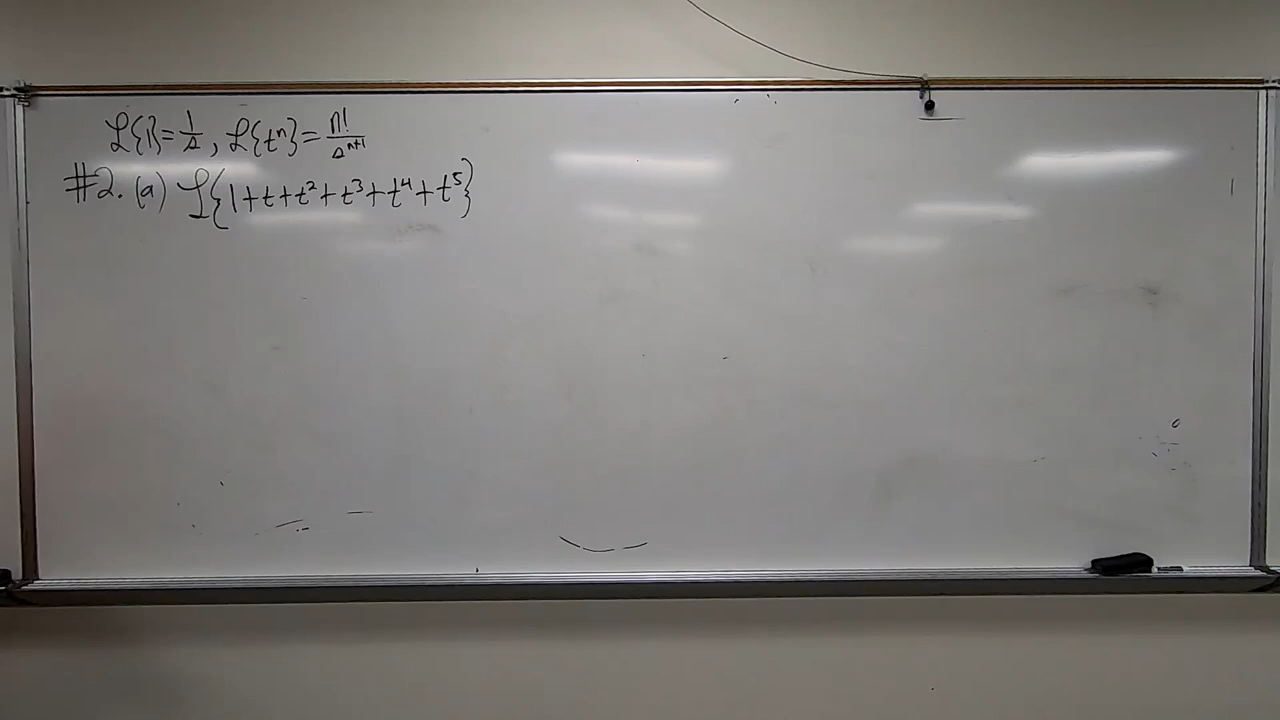 ℒ{1}=1/s, ℒ{tⁿ}=n!/sⁿ⁺¹
#2. (a) ℒ{1+t+t²+t³+t⁴+t⁵}